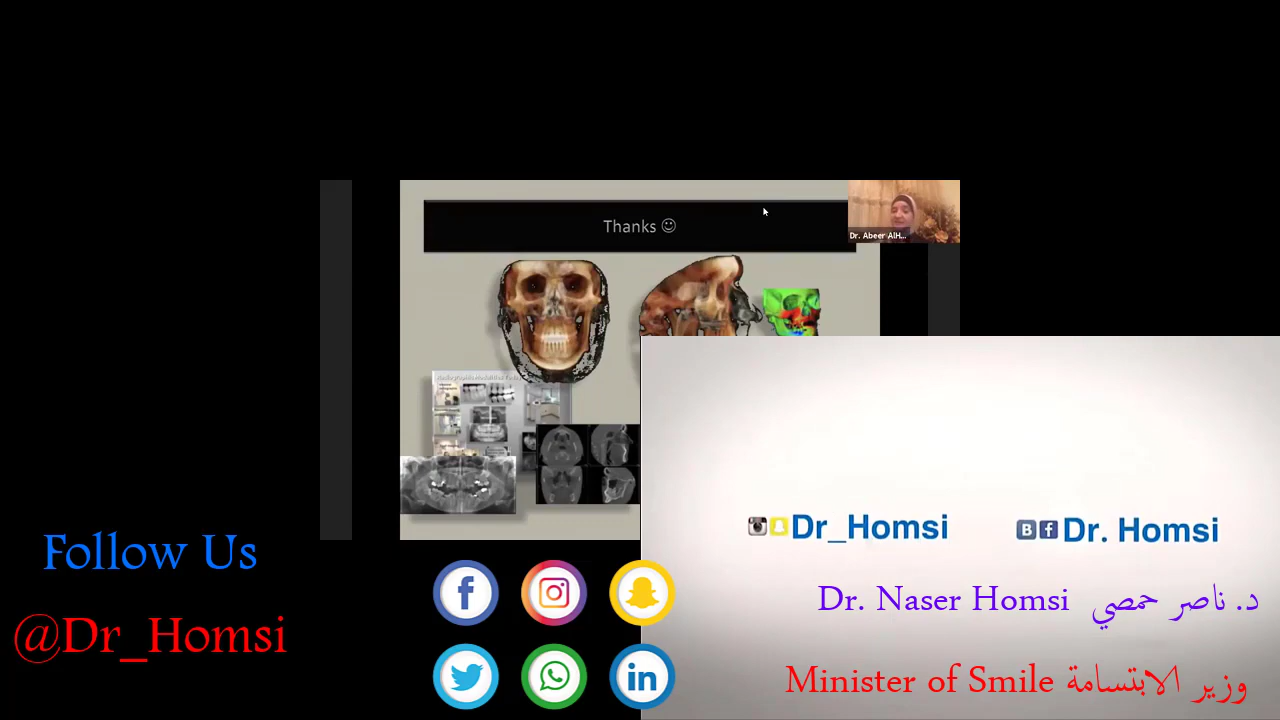 Thanks ☺
Dr. Abeer AlH...
Dr_Homsi
Dr. Homsi
Follow Us
@Dr_Homsi
Dr. Naser Homsi د. ناصر حمصي
Minister of Smile وزير الابتسامة